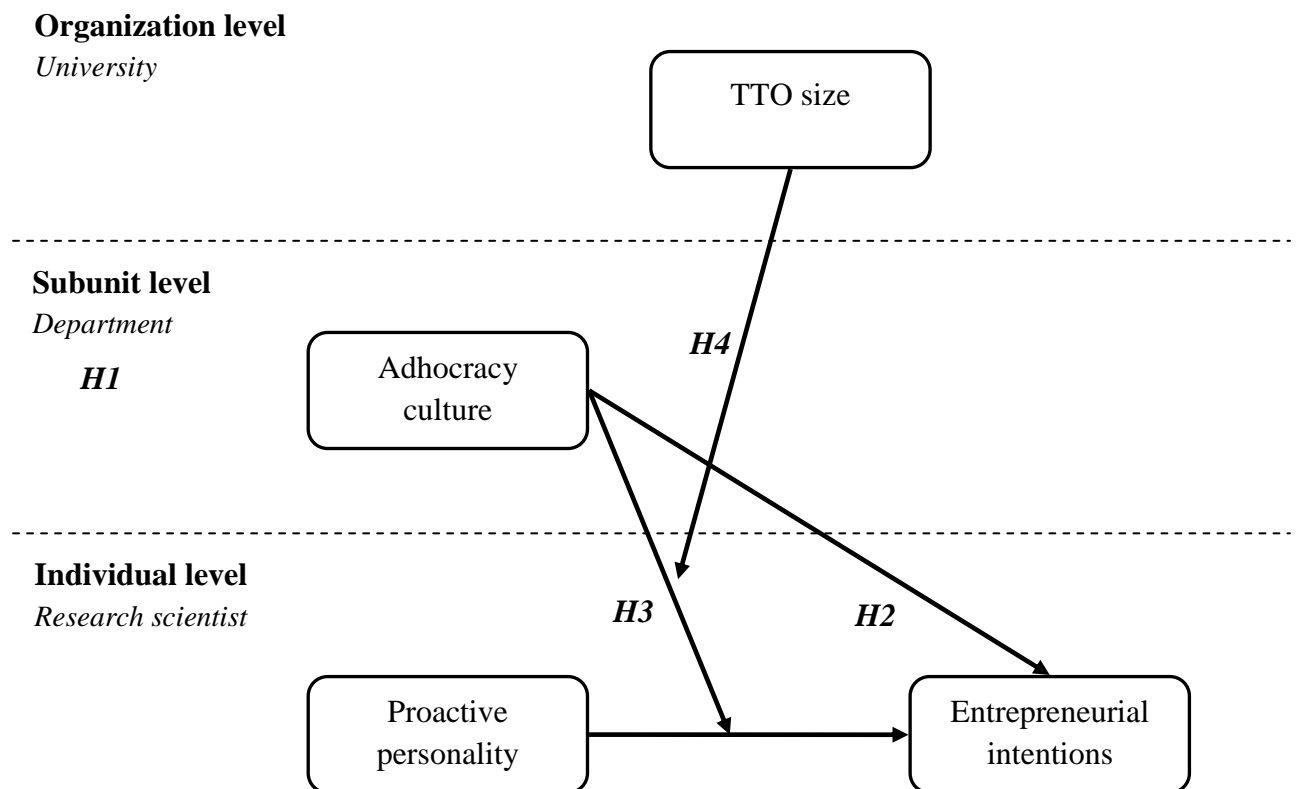 Organization level
University
TTO size
Subunit level
Department
H1
Adhocracy
culture
H4
Individual level
Research scientist
H3
H2
Proactive
personality
Entrepreneurial
intentions